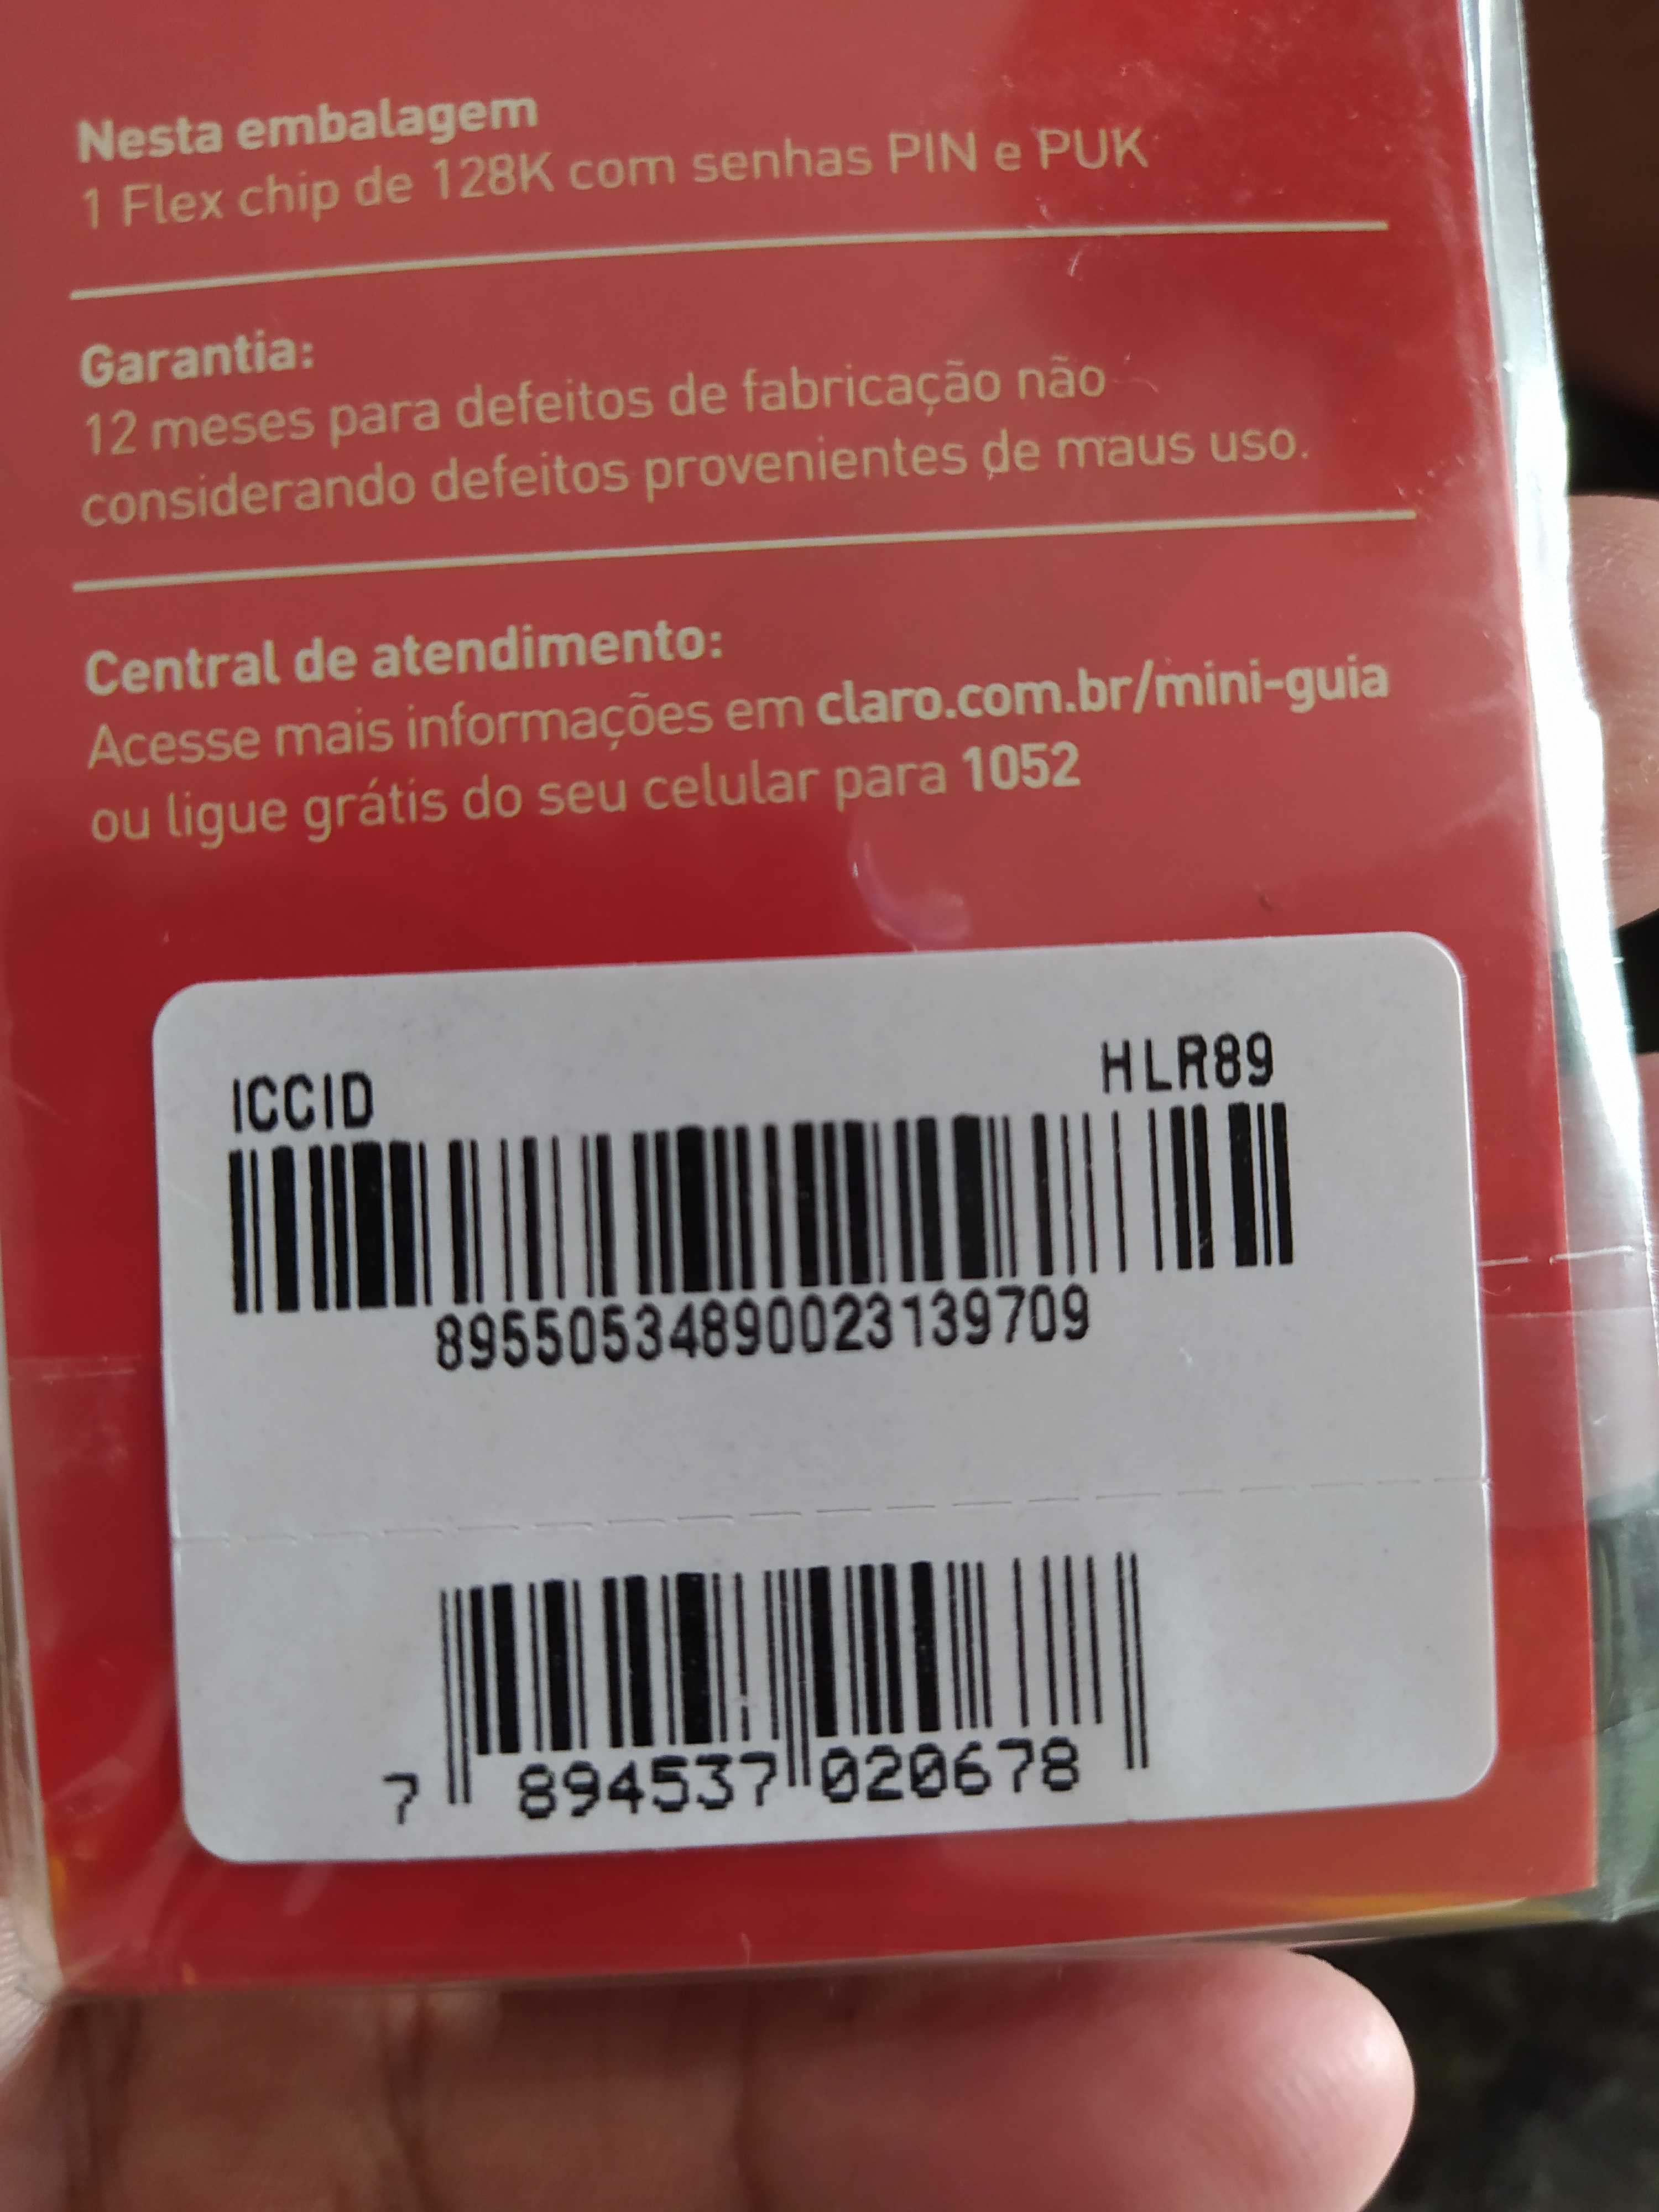 Nesta embalagem
1 Flex chip de 128K com senhas PIN e PUK
Garantia:
12 meses para defeitos de fabricação não
considerando defeitos provenientes de maus uso.
Central de atendimento:
Acesse mais informações em claro.com.br/mini-guia
ou ligue grátis do seu celular para 1052
ICCID HLR89
89550534890023139709
7 894537 020678